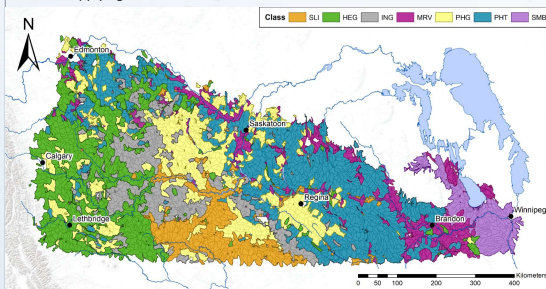 Class SLI HEG ING MRV PHG PHT SMB
N
Edmonton
Saskatoon
Calgary
Regina
Lethbridge
Brandon
Winnipeg
Kilometers
0 50 100 200 300 400